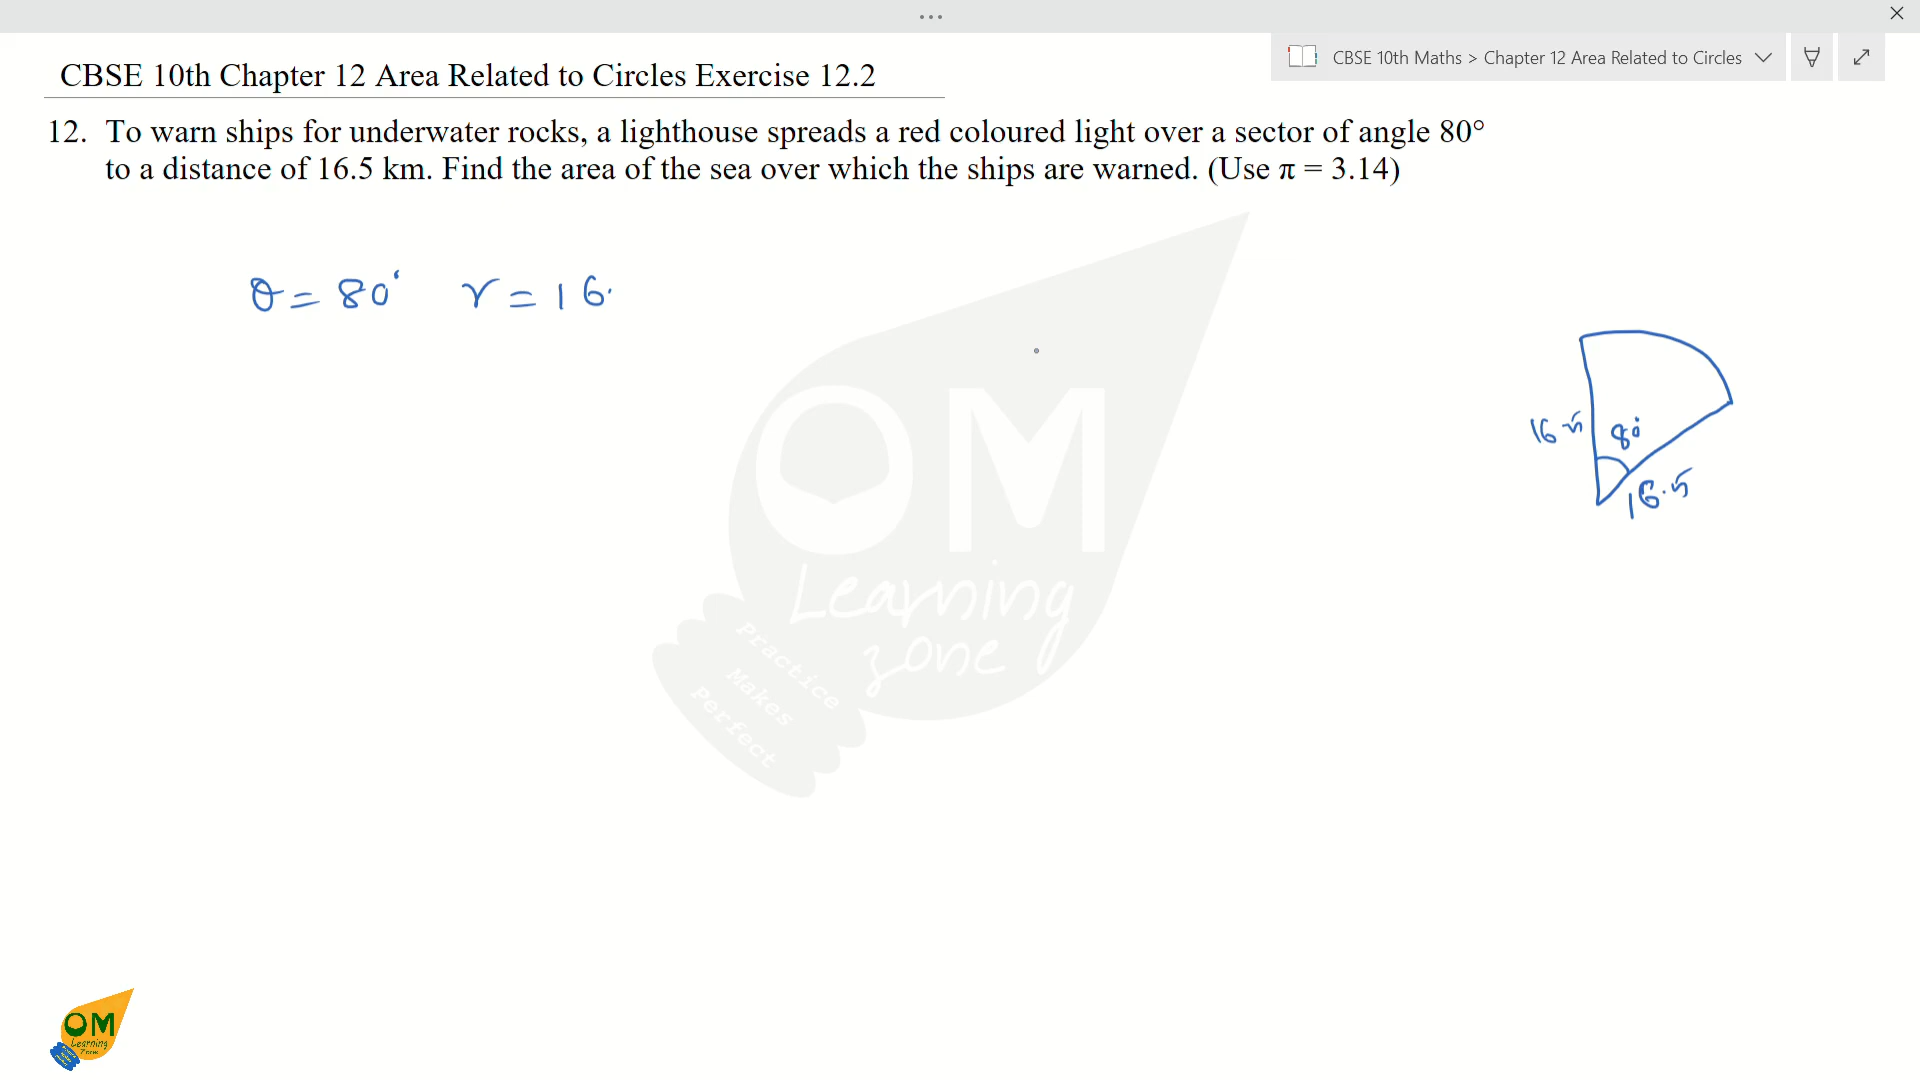 ...
CBSE 10th Maths > Chapter 12 Area Related to Circles
CBSE 10th Chapter 12 Area Related to Circles Exercise 12.2
12. To warn ships for underwater rocks, a lighthouse spreads a red coloured light over a sector of angle 80°
to a distance of 16.5 km. Find the area of the sea over which the ships are warned. (Use π = 3.14)
θ = 80° r = 16.
16.5
80°
16.5
OM
Learning
zone
Practice
Makes
Perfect
OM
Learning
Zone